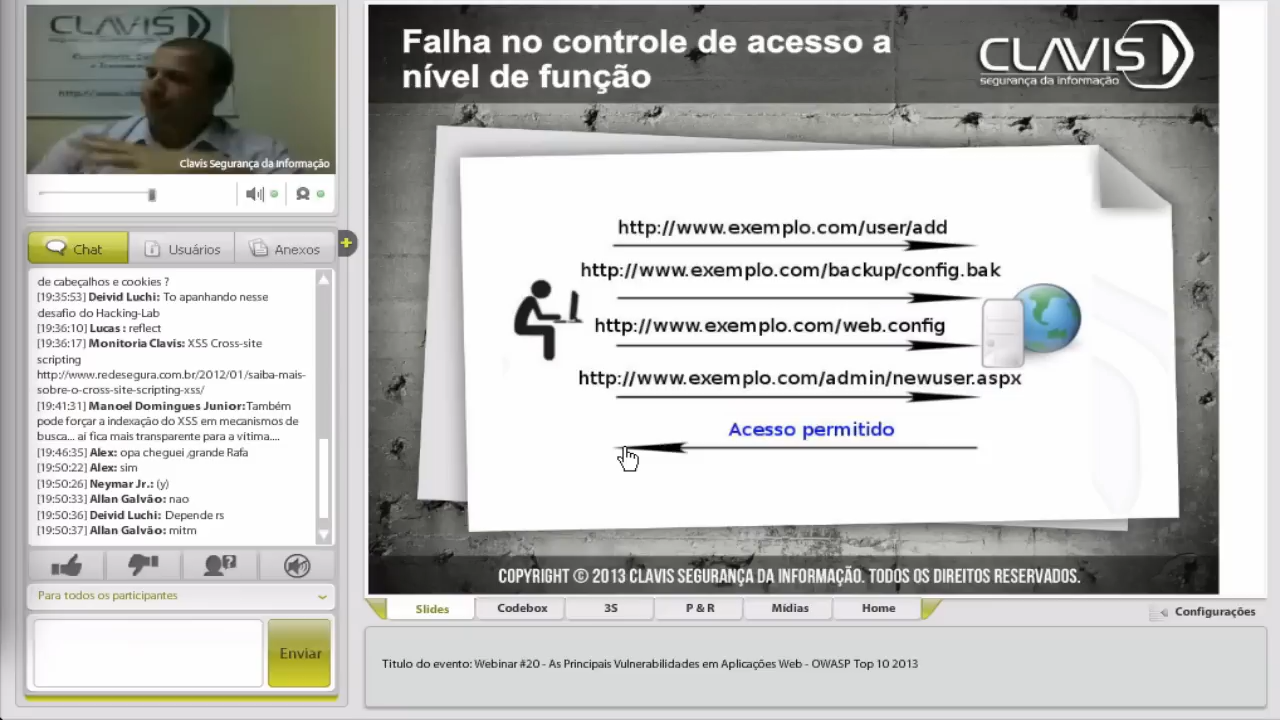 CLAVIS
Clavis Segurança da Informação
Chat
Usuários
Anexos
de cabeçalhos e cookies ?
[19:35:53] Deivid Luchi: To apanhando nesse
desafio do Hacking-Lab
[19:36:10] Lucas : reflect
[19:36:17] Monitoria Clavis: XSS Cross-site
scripting
http://www.redesegura.com.br/2012/01/saiba-mais-
sobre-o-cross-site-scripting-xss/
[19:41:31] Manoel Domingues Junior: Também
pode forçar a indexação do XSS em mecanismos de
busca... ai fica mais transparente para a vítima....
[19:46:35] Alex: opa cheguei ,grande Rafa
[19:50:22] Alex: sim
[19:50:26] Neymar Jr.: (y)
[19:50:33] Allan Galvão: nao
[19:50:36] Deivid Luchi: Depende rs
[19:50:37] Allan Galvão: mitm
Para todos os participantes
Enviar
Falha no controle de acesso a
nível de função
CLAVIS
segurança da informação
http://www.exemplo.com/user/add
http://www.exemplo.com/backup/config.bak
http://www.exemplo.com/web.config
http://www.exemplo.com/admin/newuser.aspx
Acesso permitido
COPYRIGHT © 2013 CLAVIS SEGURANÇA DA INFORMAÇÃO. TODOS OS DIREITOS RESERVADOS.
Slides
Codebox
3S
P & R
Mídias
Home
Configurações
Titulo do evento: Webinar #20 - As Principais Vulnerabilidades em Aplicações Web - OWASP Top 10 2013